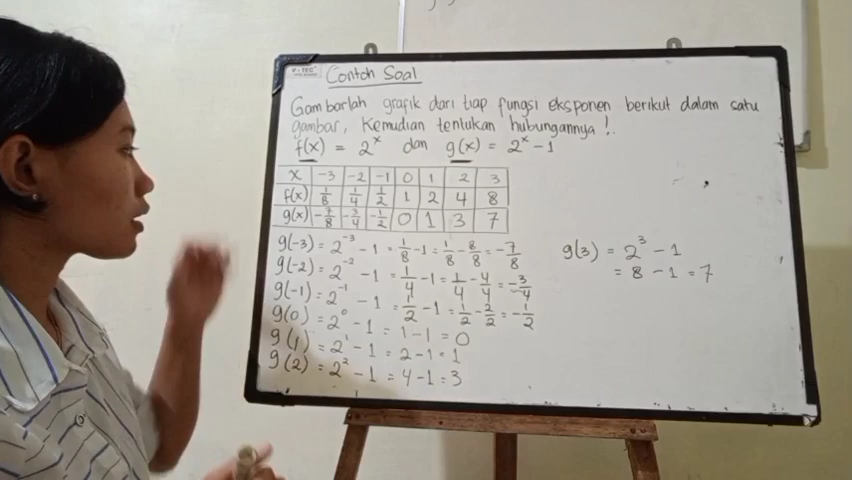 V-TEC
Contoh Soal
Gambarlah grafik dari tiap fungsi eksponen berikut dalam satu
gambar, Kemudian tentukan hubungannya !.
f(x) = 2^x dan g(x) = 2^x - 1
x | -3 | -2 | -1 | 0 | 1 | 2 | 3
f(x) | 1/8 | 1/4 | 1/2 | 1 | 2 | 4 | 8
g(x) | -7/8 | -3/4 | -1/2 | 0 | 1 | 3 | 7
g(-3) = 2^-3 - 1 = 1/8 - 1 = 1/8 - 8/8 = -7/8
g(-2) = 2^-2 - 1 = 1/4 - 1 = 1/4 - 4/4 = -3/4
g(-1) = 2^-1 - 1 = 1/2 - 1 = 1/2 - 2/2 = -1/2
g(0) = 2^0 - 1 = 1 - 1 = 0
g(1) = 2^1 - 1 = 2 - 1 = 1
g(2) = 2^2 - 1 = 4 - 1 = 3
g(3) = 2^3 - 1
= 8 - 1 = 7